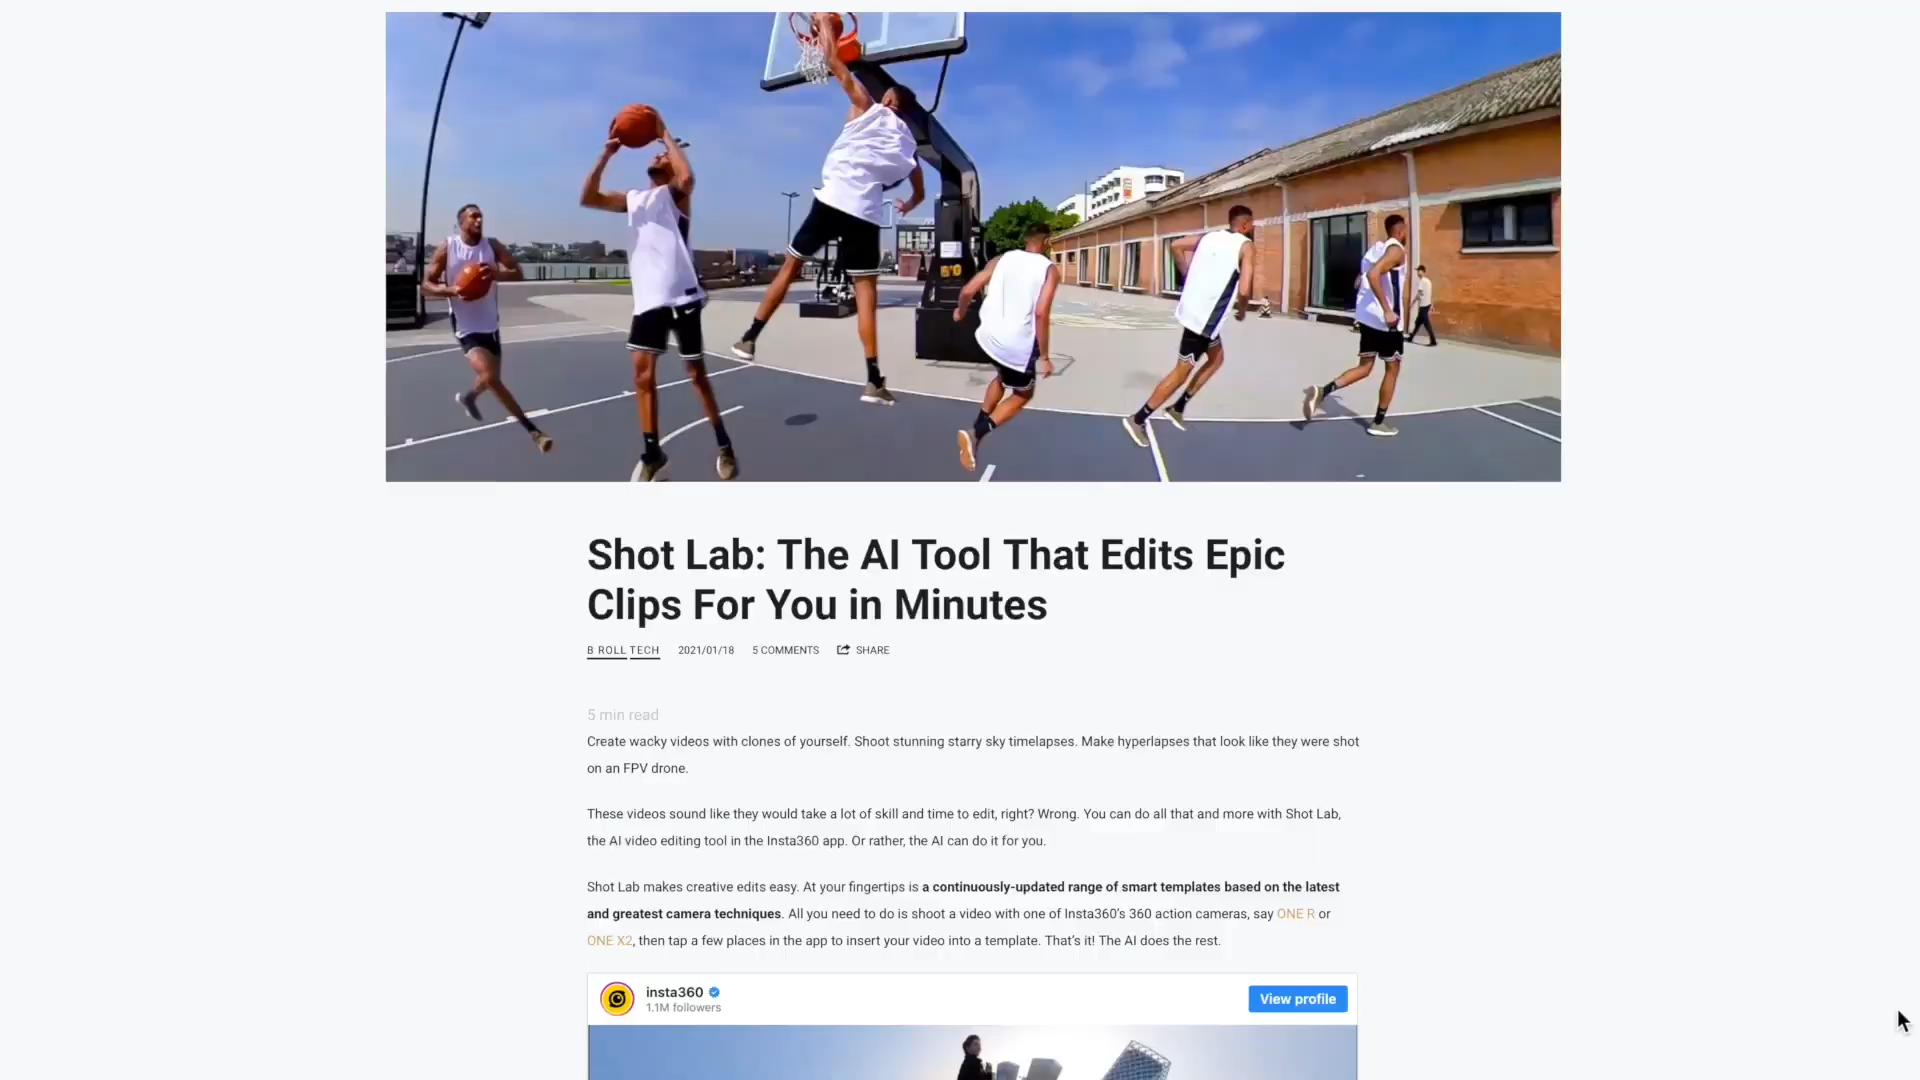 Shot Lab: The AI Tool That Edits Epic
Clips For You in Minutes
B ROLL TECH 2021/01/18 5 COMMENTS SHARE
5 min read
Create wacky videos with clones of yourself. Shoot stunning starry sky timelapses. Make hyperlapses that look like they were shot
on an FPV drone.
These videos sound like they would take a lot of skill and time to edit, right? Wrong. You can do all that and more with Shot Lab,
the AI video editing tool in the Insta360 app. Or rather, the AI can do it for you.
Shot Lab makes creative edits easy. At your fingertips is a continuously-updated range of smart templates based on the latest
and greatest camera techniques. All you need to do is shoot a video with one of Insta360’s 360 action cameras, say ONE R or
ONE X2, then tap a few places in the app to insert your video into a template. That’s it! The AI does the rest.
insta360
1.1M followers
View profile